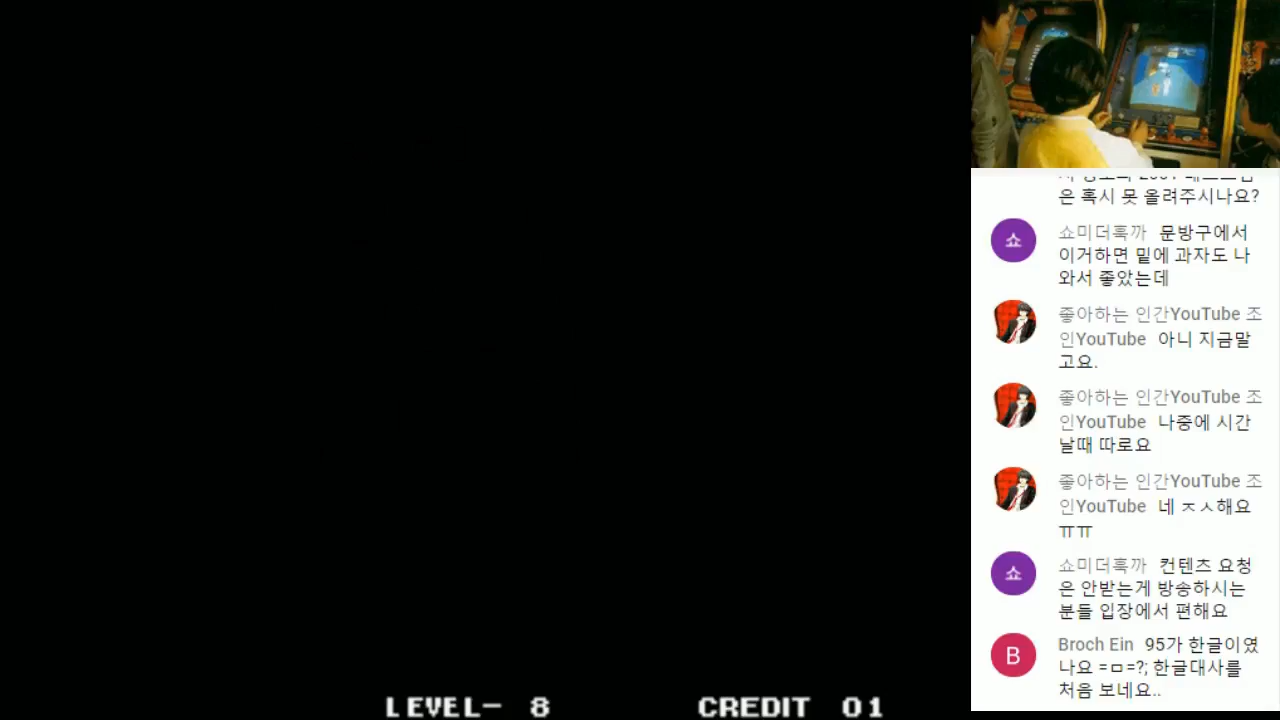 은 혹시 못 올려주시나요?
쇼
쇼미더훅까 문방구에서
이거하면 밑에 과자도 나
와서 좋았는데
좋아하는 인간YouTube 조
인YouTube 아니 지금말
고요.
좋아하는 인간YouTube 조
인YouTube 나중에 시간
날때 따로요
좋아하는 인간YouTube 조
인YouTube 네 ㅈㅅ해요
ㅠㅠ
쇼
쇼미더훅까 컨텐츠 요청
은 안받는게 방송하시는
분들 입장에서 편해요
B
Broch Ein 95가 한글이였
나요 =ㅁ=?; 한글대사를
처음 보네요..
LEVEL- 8 CREDIT 01